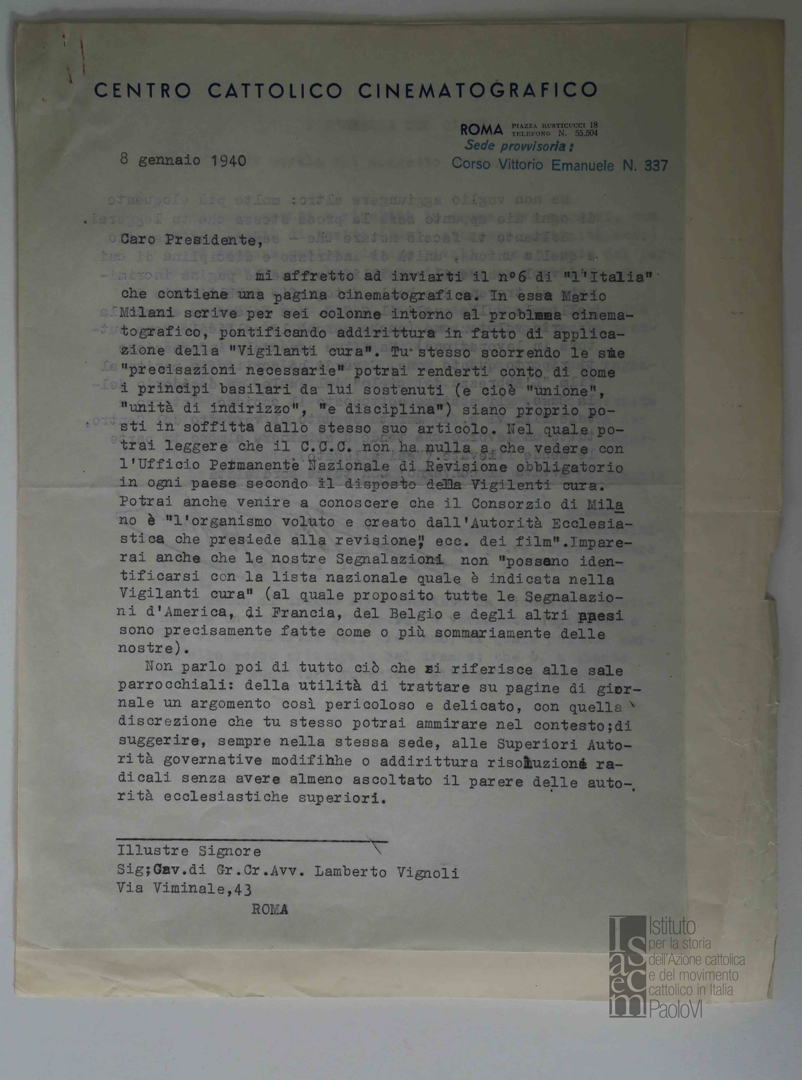 CENTRO CATTOLICO CINEMATOGRAFICO
ROMA PIAZZA RUSTICUCCI 18
TELEFONO N. 55.504
Sede provvisoria:
Corso Vittorio Emanuele N. 337
8 gennaio 1940
Caro Presidente,
mi affretto ad inviarti il n°6 di "l'Italia"
che contiene una pagina cinematografica. In essa Mario
Milani scrive per sei colonne intorno al problema cinema-
tografico, pontificando addirittura in fatto di applica-
zione della "Vigilanti cura". Tu stesso scorrendo le sue
"precisazioni necessarie" potrai renderti conto di come
i principi basilari da lui sostenuti (e cioè "unione",
"unità di indirizzo", "e disciplina") siano proprio po-
sti in soffitta dallo stesso suo articolo. Nel quale po-
trai leggere che il C.C.C. non ha nulla a che vedere con
l'Ufficio Permanente Nazionale di Revisione obbligatorio
in ogni paese secondo il disposto della Vigilenti cura.
Potrai anche venire a conoscere che il Consorzio di Mila
no è "l'organismo voluto e creato dall'Autorità Ecclesia-
stica che presiede alla revisione", ecc. dei film".Impare-
rai anche che le nostre Segnalazioni non "possano iden-
tificarsi con la lista nazionale quale è indicata nella
Vigilanti cura" (al quale proposito tutte le Segnalazio-
ni d'America, di Francia, del Belgio e degli altri paesi
sono precisamente fatte come o più sommariamente delle
nostre).
Non parlo poi di tutto ciò che si riferisce alle sale
parrocchiali: della utilità di trattare su pagine di gior-
nale un argomento così pericoloso e delicato, con quella
discrezione che tu stesso potrai ammirare nel contesto;di
suggerire, sempre nella stessa sede, alle Superiori Auto-
rità governative modifihhe o addirittura risoluzioni ra-
dicali senza avere almeno ascoltato il parere delle auto-
rità ecclesiastiche superiori.
Illustre Signore
Sig;Cav.di Gr.Cr.Avv. Lamberto Vignoli
Via Viminale,43
ROMA
Isacem
Istituto
per la storia
dell'Azione cattolica
e del movimento
cattolico in Italia
PaoloVI